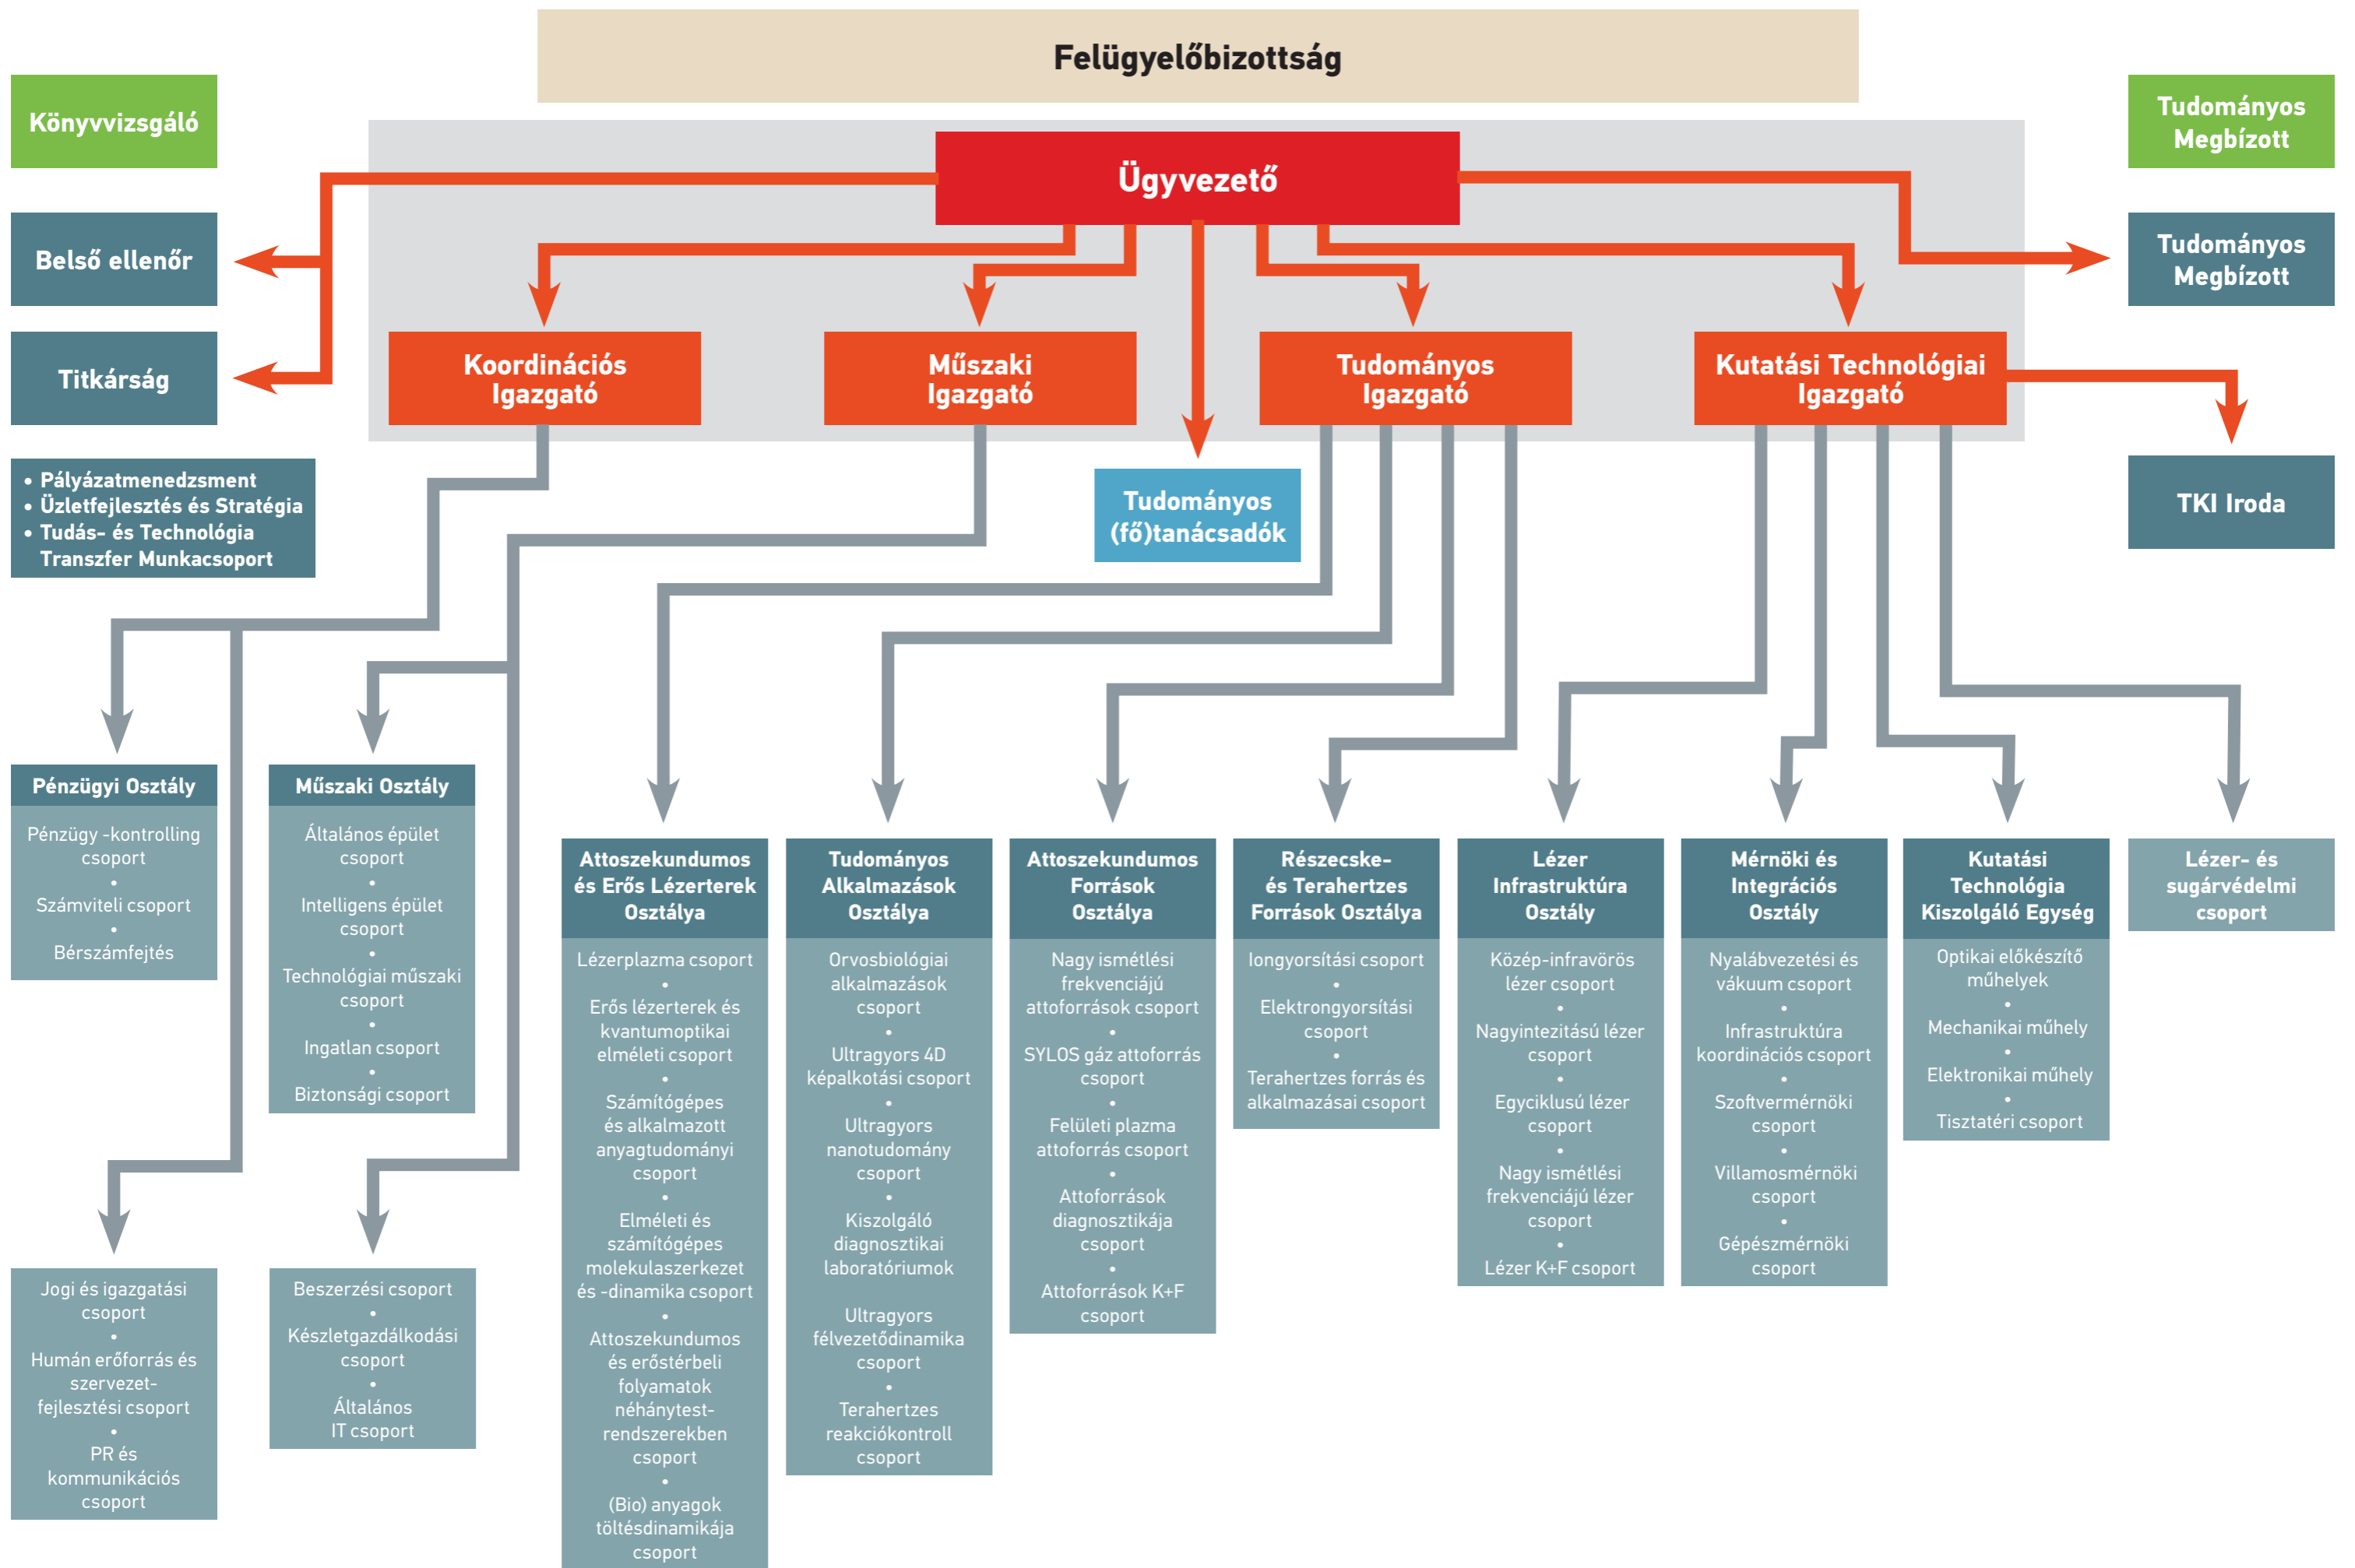 Felügyelőbizottság
Könyvvizsgáló
Tudományos
Megbízott
Ügyvezető
Belső ellenőr
Tudományos
Megbízott
Titkárság
Koordinációs
Igazgató
Műszaki
Igazgató
Tudományos
Igazgató
Kutatási Technológiai
Igazgató
• Pályázatmenedzsment
• Üzletfejlesztés és Stratégia
• Tudás- és Technológia
Transzfer Munkacsoport
Tudományos
(fő)tanácsadók
TKI Iroda
Pénzügyi Osztály
Pénzügy -kontrolling
csoport
•
Számviteli csoport
•
Bérszámfejtés
Műszaki Osztály
Általános épület
csoport
•
Intelligens épület
csoport
•
Technológiai műszaki
csoport
•
Ingatlan csoport
•
Biztonsági csoport
Jogi és igazgatási
csoport
•
Humán erőforrás és
szervezet-
fejlesztési csoport
•
PR és
kommunikációs
csoport
Beszerzési csoport
•
Készletgazdálkodási
csoport
•
Általános
IT csoport
Attoszekundumos
és Erős Lézerterek
Osztálya
Lézerplazma csoport
•
Erős lézerterek és
kvantumoptikai
elméleti csoport
•
Számítógépes
és alkalmazott
anyagtudományi
csoport
•
Elméleti és
számítógépes
molekulaszerkezet
és -dinamika csoport
•
Attoszekundumos
és erőstérbeli
folyamatok
néhánytest-
rendszerekben
csoport
•
(Bio) anyagok
töltésdinamikája
csoport
Tudományos
Alkalmazások
Osztálya
Orvosbiológiai
alkalmazások
csoport
•
Ultragyors 4D
képalkotási csoport
•
Ultragyors
nanotudomány
csoport
•
Kiszolgáló
diagnosztikai
laboratóriumok
Ultragyors
félvezetődinamika
csoport
•
Terahertzes
reakciókontroll
csoport
Attoszekundumos
Források
Osztálya
Nagy ismétlési
frekvenciájú
attoforrások csoport
•
SYLOS gáz attoforrás
csoport
•
Felületi plazma
attoforrás csoport
•
Attoforrások
diagnosztikája
csoport
•
Attoforrások K+F
csoport
Részecske-
és Terahertzes
Források Osztálya
Iongyorsítási csoport
•
Elektrongyorsítási
csoport
•
Terahertzes forrás és
alkalmazásai csoport
Lézer
Infrastruktúra
Osztály
Közép-infravörös
lézer csoport
•
Nagyintezitású lézer
csoport
•
Egyciklusú lézer
csoport
•
Nagy ismétlési
frekvenciájú lézer
csoport
•
Lézer K+F csoport
Mérnöki és
Integrációs
Osztály
Nyalábvezetési és
vákuum csoport
•
Infrastruktúra
koordinációs csoport
•
Szoftvermérnöki
csoport
•
Villamosmérnöki
csoport
•
Gépészmérnöki
csoport
Kutatási
Technológia
Kiszolgáló Egység
Optikai előkészítő
műhelyek
•
Mechanikai műhely
•
Elektronikai műhely
•
Tisztatéri csoport
Lézer- és
sugárvédelmi
csoport